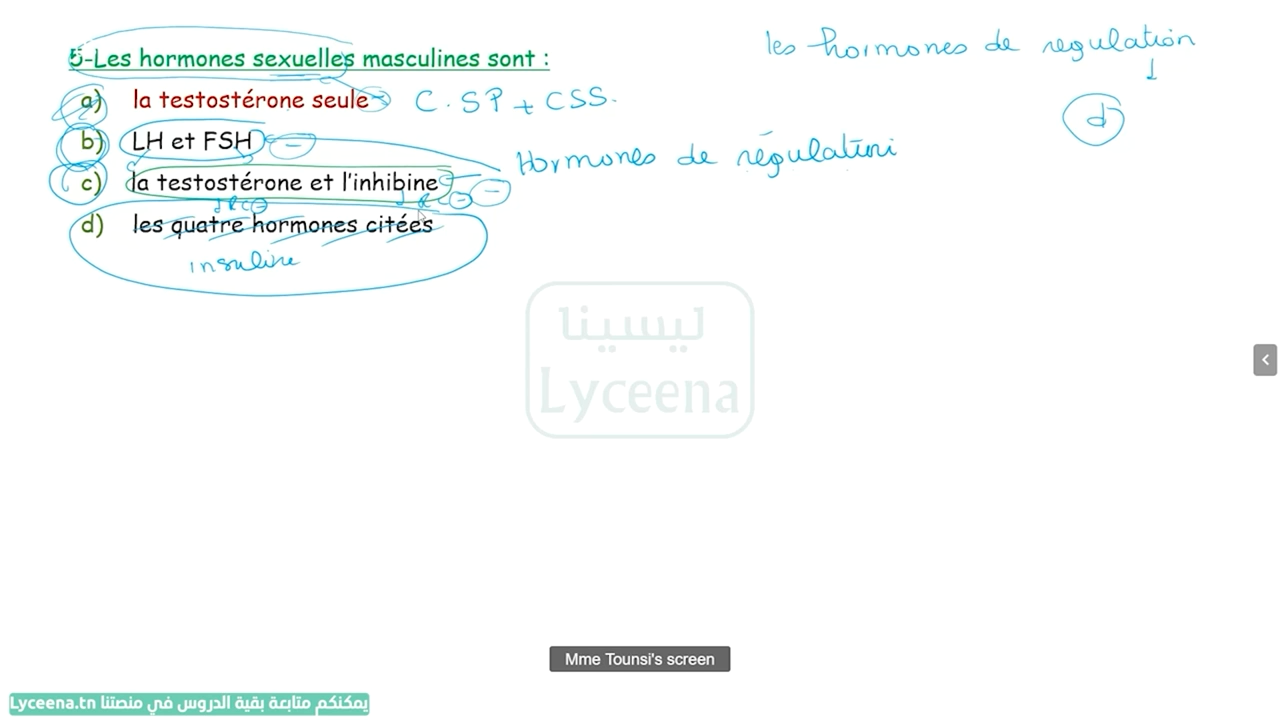 les hormones de regulation
5-Les hormones sexuelles masculines sont :
a) la testostérone seule C.SP + CSS.
d
b) LH et FSH
Hormones de régulation
c) la testostérone et l'inhibine
d) les quatre hormones citées
insuline
ليسينا
Lyceena
Mme Tounsi's screen
يمكنكم متابعة بقية الدروس في منصتنا Lyceena.tn